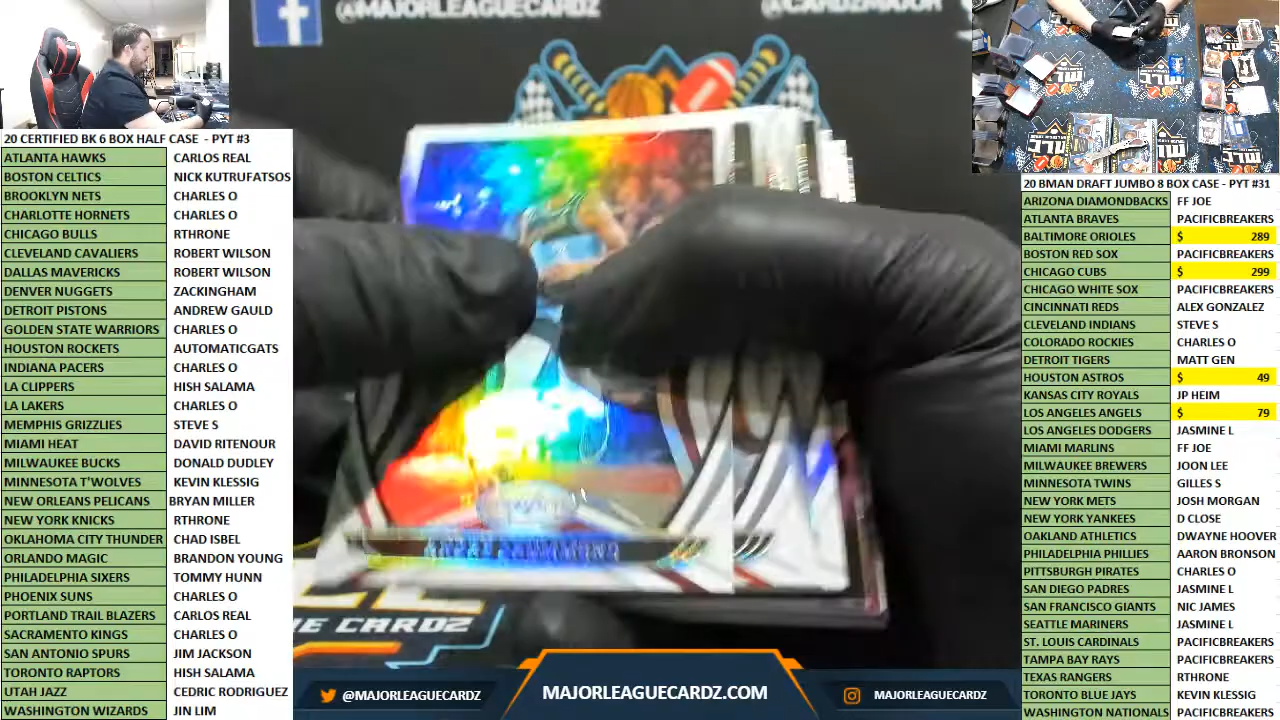 @MAJORLEAGUECARDZ
@CARDZMAJOR
20 CERTIFIED BK 6 BOX HALF CASE - PYT #3
ATLANTA HAWKS CARLOS REAL
BOSTON CELTICS NICK KUTRUFATSOS
BROOKLYN NETS CHARLES O
CHARLOTTE HORNETS CHARLES O
CHICAGO BULLS RTHRONE
CLEVELAND CAVALIERS ROBERT WILSON
DALLAS MAVERICKS ROBERT WILSON
DENVER NUGGETS ZACKINGHAM
DETROIT PISTONS ANDREW GAULD
GOLDEN STATE WARRIORS CHARLES O
HOUSTON ROCKETS AUTOMATICGATS
INDIANA PACERS CHARLES O
LA CLIPPERS HISH SALAMA
LA LAKERS CHARLES O
MEMPHIS GRIZZLIES STEVE S
MIAMI HEAT DAVID RITENOUR
MILWAUKEE BUCKS DONALD DUDLEY
MINNESOTA T'WOLVES KEVIN KLESSIG
NEW ORLEANS PELICANS BRYAN MILLER
NEW YORK KNICKS RTHRONE
OKLAHOMA CITY THUNDER CHAD ISBEL
ORLANDO MAGIC BRANDON YOUNG
PHILADELPHIA SIXERS TOMMY HUNN
PHOENIX SUNS CHARLES O
PORTLAND TRAIL BLAZERS CARLOS REAL
SACRAMENTO KINGS CHARLES O
SAN ANTONIO SPURS JIM JACKSON
TORONTO RAPTORS HISH SALAMA
UTAH JAZZ CEDRIC RODRIGUEZ
WASHINGTON WIZARDS JIN LIM
20 BMAN DRAFT JUMBO 8 BOX CASE - PYT #31
ARIZONA DIAMONDBACKS FF JOE
ATLANTA BRAVES PACIFICBREAKERS
BALTIMORE ORIOLES $ 289
BOSTON RED SOX PACIFICBREAKERS
CHICAGO CUBS $ 299
CHICAGO WHITE SOX PACIFICBREAKERS
CINCINNATI REDS ALEX GONZALEZ
CLEVELAND INDIANS STEVE S
COLORADO ROCKIES CHARLES O
DETROIT TIGERS MATT GEN
HOUSTON ASTROS $ 49
KANSAS CITY ROYALS JP HEIM
LOS ANGELES ANGELS $ 79
LOS ANGELES DODGERS JASMINE L
MIAMI MARLINS FF JOE
MILWAUKEE BREWERS JOON LEE
MINNESOTA TWINS GILLES S
NEW YORK METS JOSH MORGAN
NEW YORK YANKEES D CLOSE
OAKLAND ATHLETICS DWAYNE HOOVER
PHILADELPHIA PHILLIES AARON BRONSON
PITTSBURGH PIRATES CHARLES O
SAN DIEGO PADRES JASMINE L
SAN FRANCISCO GIANTS NIC JAMES
SEATTLE MARINERS JASMINE L
ST. LOUIS CARDINALS PACIFICBREAKERS
TAMPA BAY RAYS PACIFICBREAKERS
TEXAS RANGERS RTHRONE
TORONTO BLUE JAYS KEVIN KLESSIG
WASHINGTON NATIONALS PACIFICBREAKERS
E CARDZ
@MAJORLEAGUECARDZ
MAJORLEAGUECARDZ.COM
MAJORLEAGUECARDZ